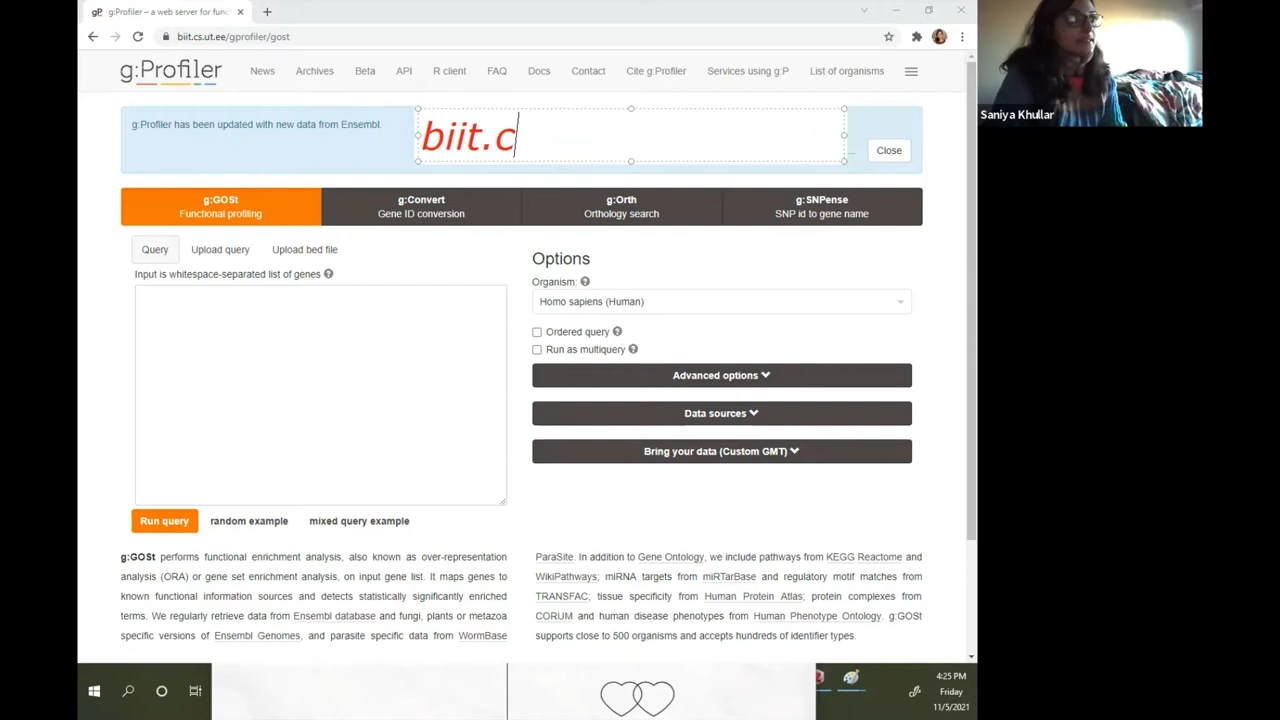 g:Profiler – a web server for func
biit.cs.ut.ee/gprofiler/gost
g:Profiler
News
Archives
Beta
API
R client
FAQ
Docs
Contact
Cite g:Profiler
Services using g:P
List of organisms
g:Profiler has been updated with new data from Ensembl.
biit.c
...
Close
g:GOSt
Functional profiling
g:Convert
Gene ID conversion
g:Orth
Orthology search
g:SNPense
SNP id to gene name
Query
Upload query
Upload bed file
Input is whitespace-separated list of genes
Options
Organism:
Homo sapiens (Human)
Ordered query
Run as multiquery
Advanced options
Data sources
Bring your data (Custom GMT)
Run query
random example
mixed query example
g:GOSt performs functional enrichment analysis, also known as over-representation
analysis (ORA) or gene set enrichment analysis, on input gene list. It maps genes to
known functional information sources and detects statistically significantly enriched
terms. We regularly retrieve data from Ensembl database and fungi, plants or metazoa
specific versions of Ensembl Genomes, and parasite specific data from WormBase
ParaSite. In addition to Gene Ontology, we include pathways from KEGG Reactome and
WikiPathways; miRNA targets from miRTarBase and regulatory motif matches from
TRANSFAC; tissue specificity from Human Protein Atlas; protein complexes from
CORUM and human disease phenotypes from Human Phenotype Ontology. g:GOSt
supports close to 500 organisms and accepts hundreds of identifier types.
Saniya Khullar
4:25 PM
Friday
11/5/2021